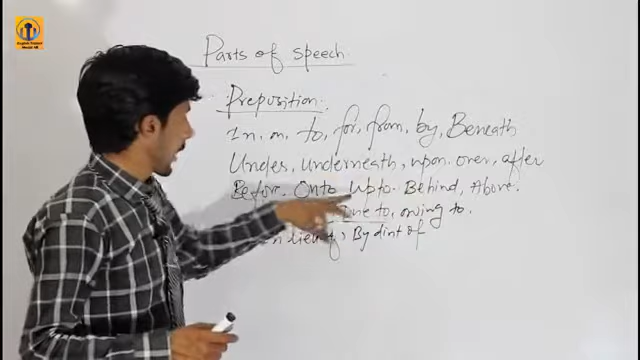 Parts of speech
Preposition.
In, on, to, for, from, by, Beneath
Under, underneath, upon, over, after
Before, Onto Upto. Behind, Above.
Due to, owing to.
By dint of